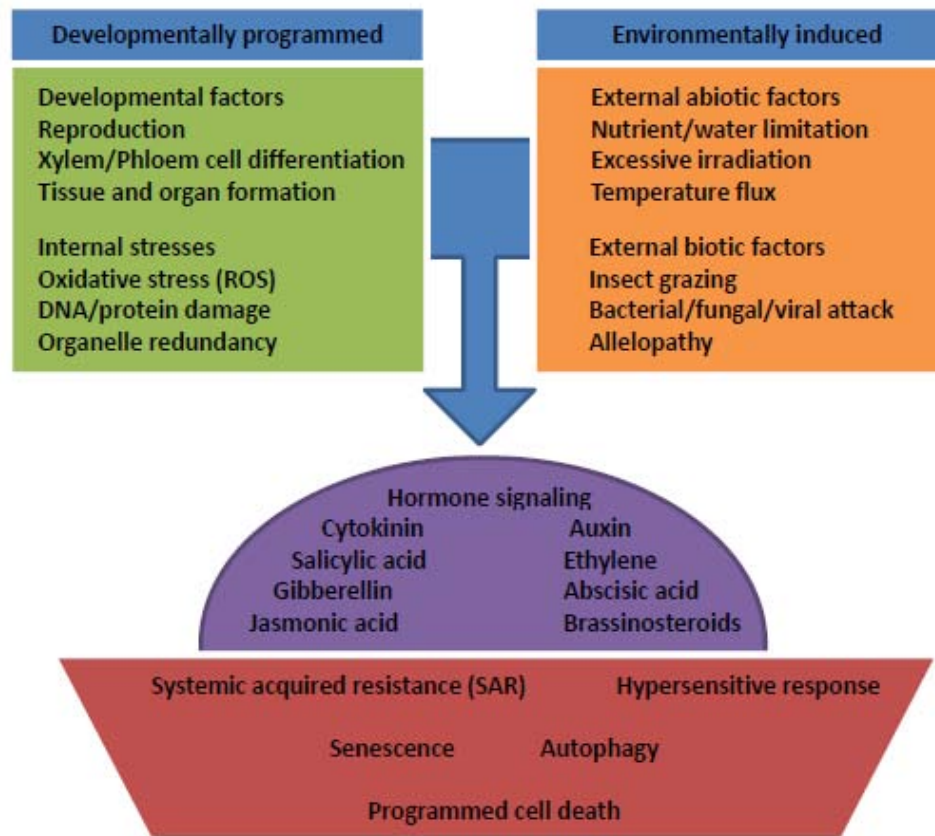 Developmentally programmed
Developmental factors
Reproduction
Xylem/Phloem cell differentiation
Tissue and organ formation
Internal stresses
Oxidative stress (ROS)
DNA/protein damage
Organelle redundancy
Environmentally induced
External abiotic factors
Nutrient/water limitation
Excessive irradiation
Temperature flux
External biotic factors
Insect grazing
Bacterial/fungal/viral attack
Allelopathy
Hormone signaling
Cytokinin Auxin
Salicylic acid Ethylene
Gibberellin Abscisic acid
Jasmonic acid Brassinosteroids
Systemic acquired resistance (SAR) Hypersensitive response
Senescence Autophagy
Programmed cell death